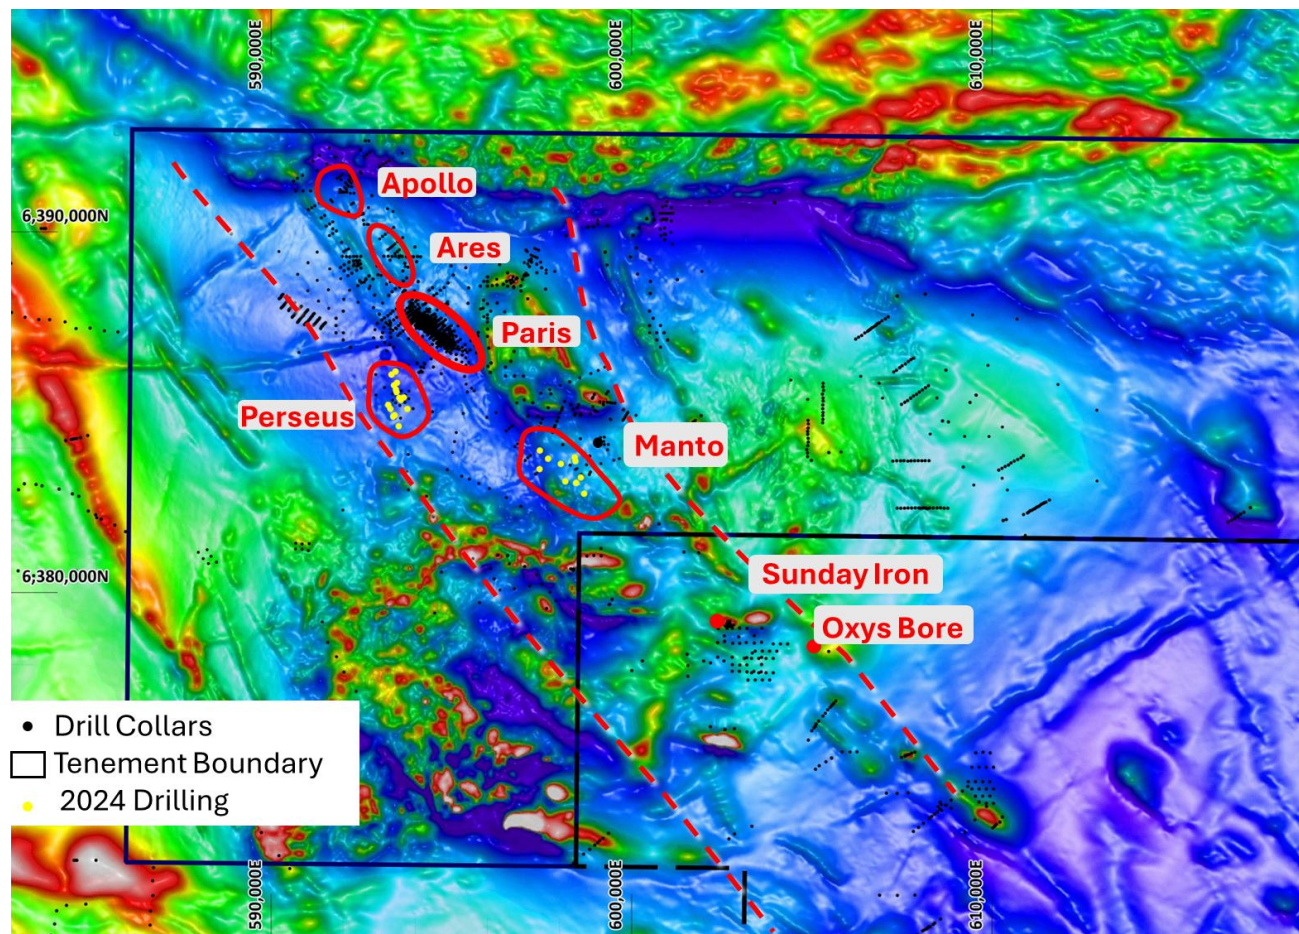 590,000E
600,000E
610,000E
Apollo
6,390,000N
Ares
Paris
Perseus
Manto
Sunday Iron
6,380,000N
Oxys Bore
Drill Collars
Tenement Boundary
2024 Drilling
590,000E
600,000E
610,000E